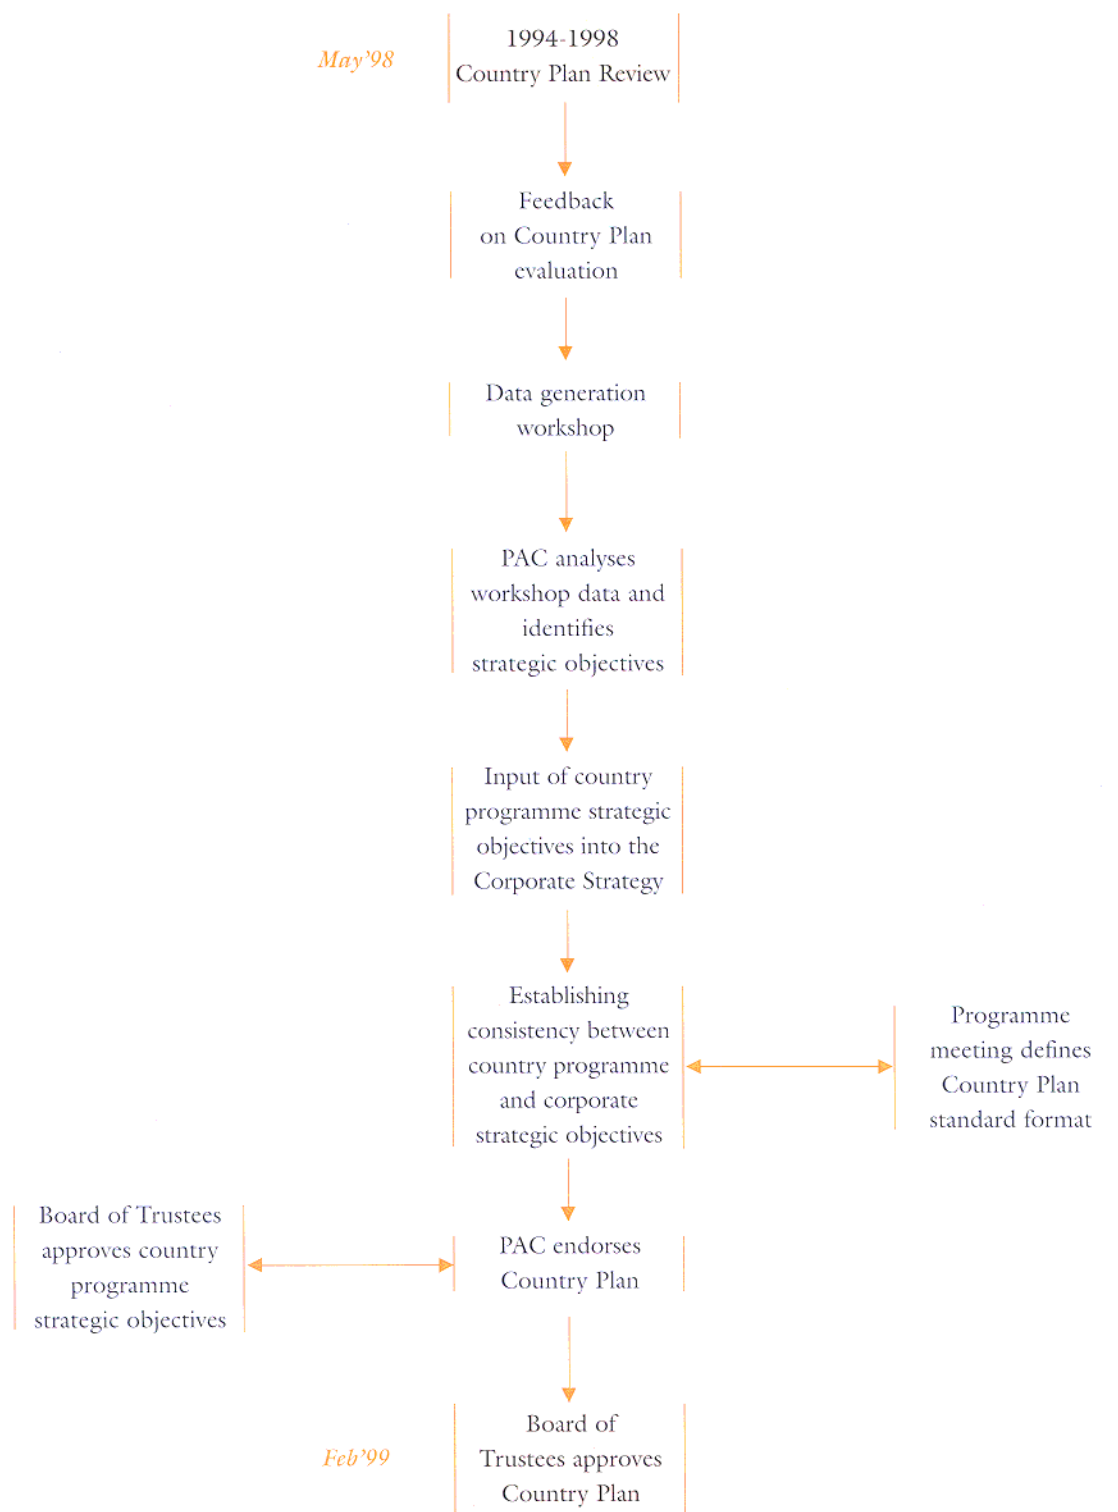 May'98
1994-1998
Country Plan Review
Feedback
on Country Plan
evaluation
Data generation
workshop
PAC analyses
workshop data and
identifies
strategic objectives
Input of country
programme strategic
objectives into the
Corporate Strategy
Establishing
consistency between
country programme
and corporate
strategic objectives
Programme
meeting defines
Country Plan
standard format
Board of Trustees
approves country
programme
strategic objectives
PAC endorses
Country Plan
Feb'99
Board of
Trustees approves
Country Plan